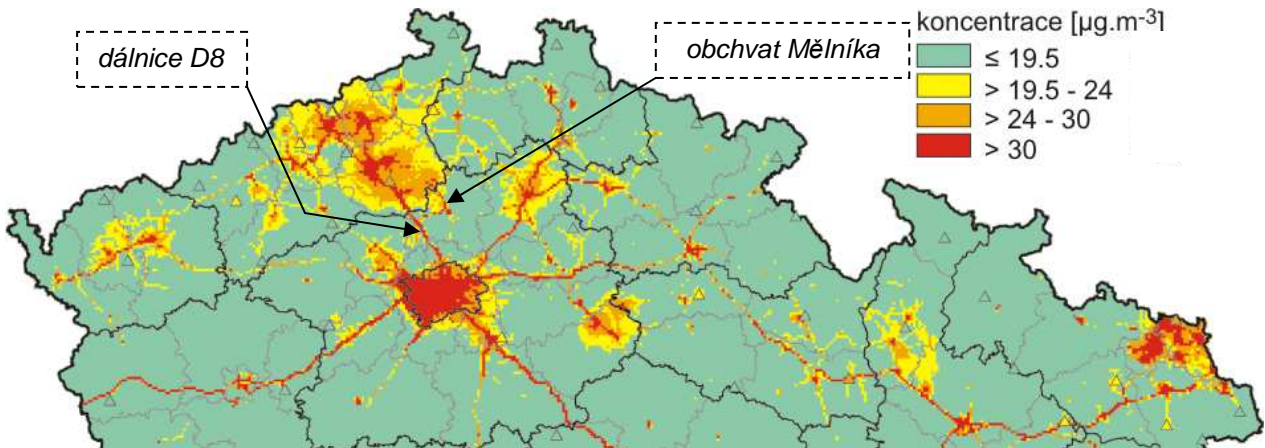 dálnice D8
obchvat Mělníka
koncentrace [µg.m-3]
≤ 19.5
> 19.5 - 24
> 24 - 30
> 30